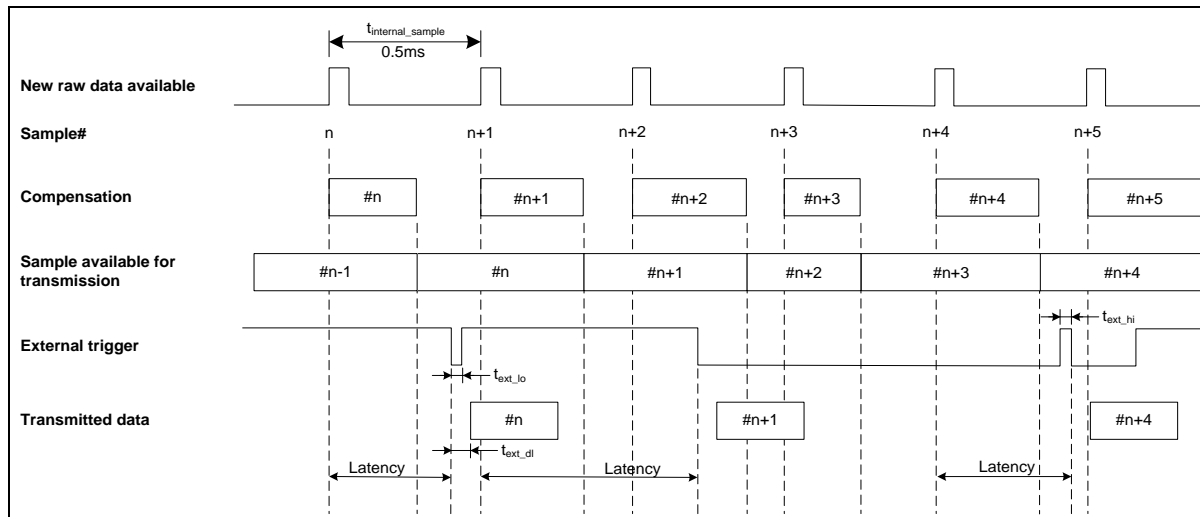 t_internal_sample
0.5ms
New raw data available
Sample# n n+1 n+2 n+3 n+4 n+5
Compensation #n #n+1 #n+2 #n+3 #n+4 #n+5
Sample available for
transmission
#n-1 #n #n+1 #n+2 #n+3 #n+4
t_ext_hi
External trigger
t_ext_lo
Transmitted data #n #n+1 #n+4
t_ext_dl
Latency Latency Latency